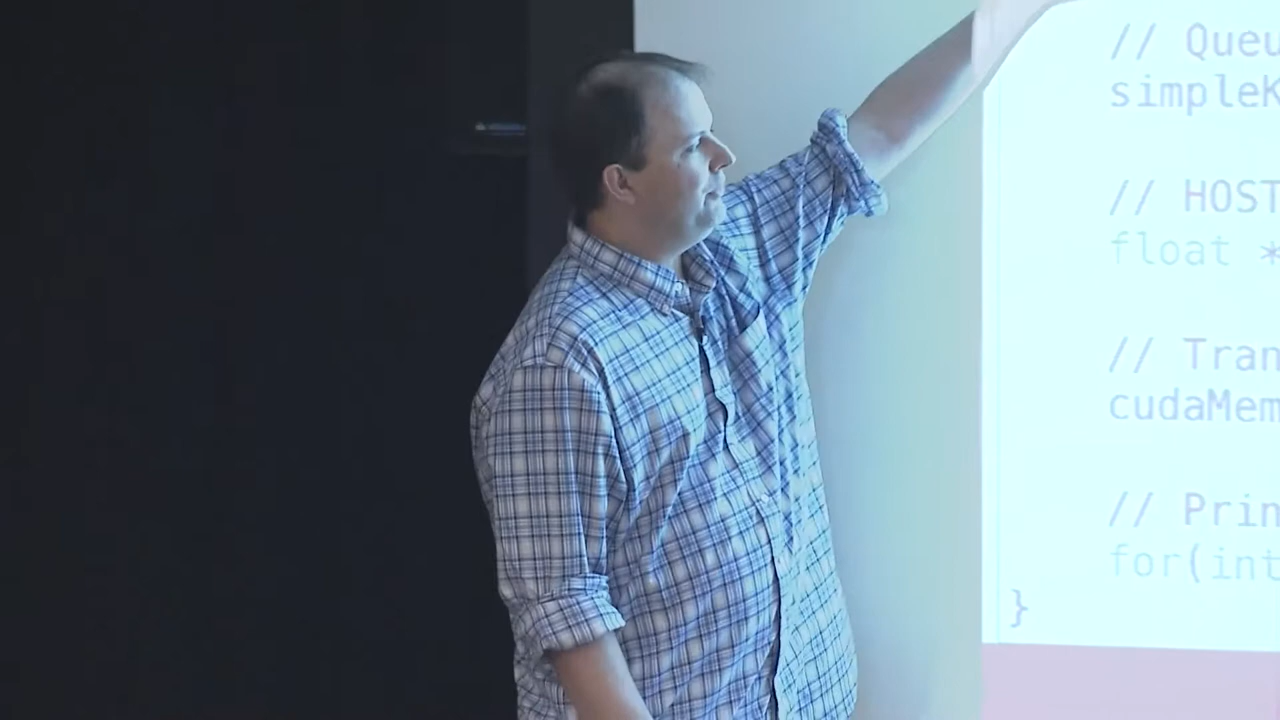 // Queu
simpleK
// HOST
float *
// Tran
cudaMem
// Prin
for(int
}